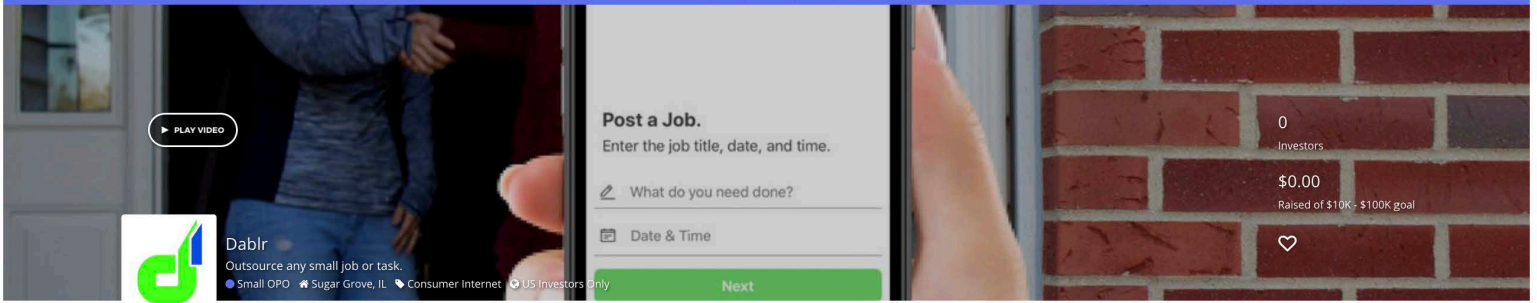 PLAY VIDEO
Post a Job.
Enter the job title, date, and time.
What do you need done?
Date & Time
Next
0
Investors
$0.00
Raised of $10K - $100K goal
Dablr
Outsource any small job or task.
Small OPO Sugar Grove, IL Consumer Internet US Investors Only